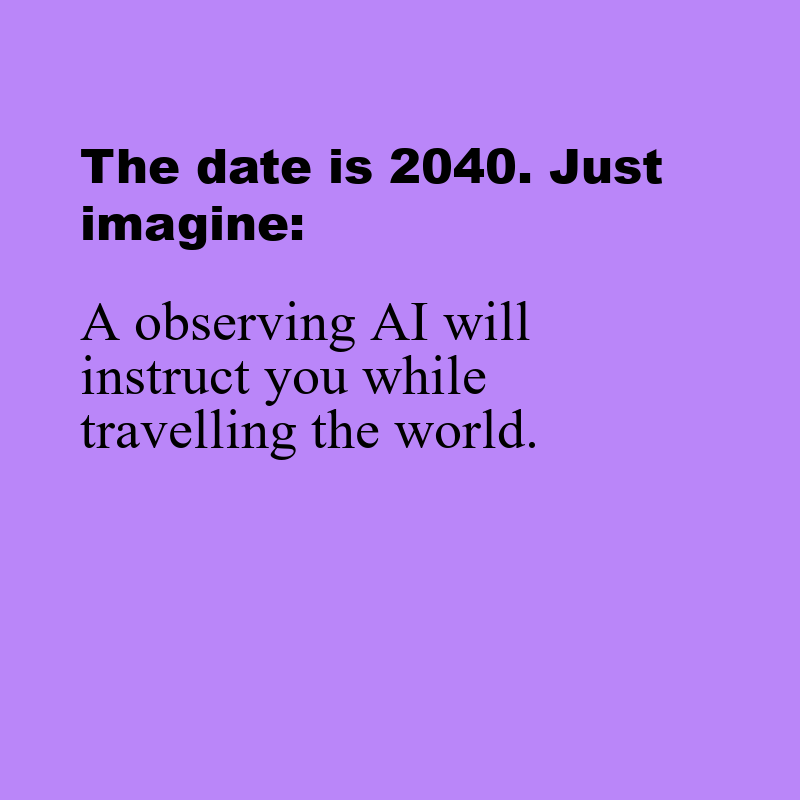 The date is 2040. Just
imagine:
A observing AI will
instruct you while
travelling the world.